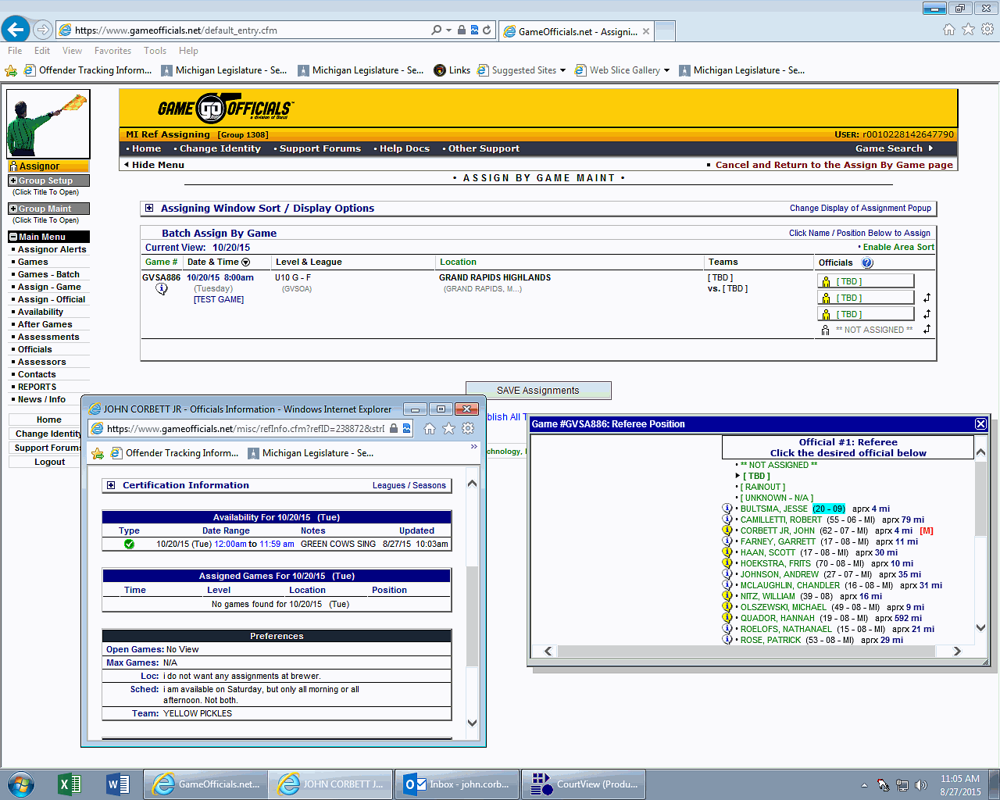 https://www.gameofficials.net/default_entry.cfm
GameOfficials.net - Assigni...
File Edit View Favorites Tools Help
Offender Tracking Inform... Michigan Legislature - Se... Michigan Legislature - Se... Links Suggested Sites Web Slice Gallery Michigan Legislature - Se...
GAME GO OFFICIALS
MI Ref Assigning [Group 1308] USER: r0010228142647790
• Home • Change Identity • Support Forums • Help Docs • Other Support Game Search
Hide Menu Cancel and Return to the Assign By Game page
• ASSIGN BY GAME MAINT •
Assignor
Group Setup
(Click Title To Open)
Group Maint
(Click Title To Open)
Main Menu
Assignor Alerts
Games
Games - Batch
Assign - Game
Assign - Official
Availability
After Games
Assessments
Officials
Assessors
Contacts
REPORTS
News / Info
Home
Change Identity
Support Forums
Logout
Assigning Window Sort / Display Options Change Display of Assignment Popup
Batch Assign By Game Click Name / Position Below to Assign
Current View: 10/20/15 • Enable Area Sort
Game # Date & Time Level & League Location Teams Officials
GVSA886 10/20/15 8:00am U10 G - F GRAND RAPIDS HIGHLANDS [ TBD ] [ TBD ]
(Tuesday) (GVSOA) (GRAND RAPIDS, M...) vs. [ TBD ] [ TBD ]
[TEST GAME] [ TBD ]
** NOT ASSIGNED **
SAVE Assignments
blish All T
chnology, I
JOHN CORBETT JR - Officials Information - Windows Internet Explorer
https://www.gameofficials.net/misc/refInfo.cfm?refID=238872&strD
Offender Tracking Inform... Michigan Legislature - Se...
Certification Information Leagues / Seasons
Availability For 10/20/15 (Tue)
Type Date Range Notes Updated
10/20/15 (Tue) 12:00am to 11:59 am GREEN COWS SING 8/27/15 10:03am
Assigned Games For 10/20/15 (Tue)
Time Level Location Position
No games found for 10/20/15 (Tue)
Preferences
Open Games: No View
Max Games: N/A
Loc: i do not want any assignments at brewer.
Sched: i am available on Saturday, but only all morning or all
afternoon. Not both.
Team: YELLOW PICKLES
Game #GVSA886: Referee Position
Official #1: Referee
Click the desired official below
• ** NOT ASSIGNED **
[ TBD ]
• [ RAINOUT ]
• [ UNKNOWN - N/A ]
• BULTSMA, JESSE (20 - 09) aprx 4 mi
• CAMILLETTI, ROBERT (55 - 06 - MI) aprx 79 mi
• CORBETT JR, JOHN (62 - 07 - MI) aprx 4 mi [M]
• FARNEY, GARRETT (17 - 08 - MI) aprx 11 mi
• HAAN, SCOTT (17 - 08 - MI) aprx 30 mi
• HOEKSTRA, FRITS (70 - 08 - MI) aprx 10 mi
• JOHNSON, ANDREW (27 - 07 - MI) aprx 35 mi
• MCLAUGHLIN, CHANDLER (16 - 08 - MI) aprx 31 mi
• NITZ, WILLIAM (39 - 08) aprx 16 mi
• OLSZEWSKI, MICHAEL (49 - 08 - MI) aprx 9 mi
• QUADOR, HANNAH (19 - 08 - MI) aprx 592 mi
• ROELOFS, NATHANAEL (15 - 08 - MI) aprx 21 mi
• ROSE, PATRICK (53 - 08 - MI) aprx 29 mi
GameOfficials.net... JOHN CORBETT J... Inbox - john.corb... CourtView (Produ...
11:05 AM
8/27/2015